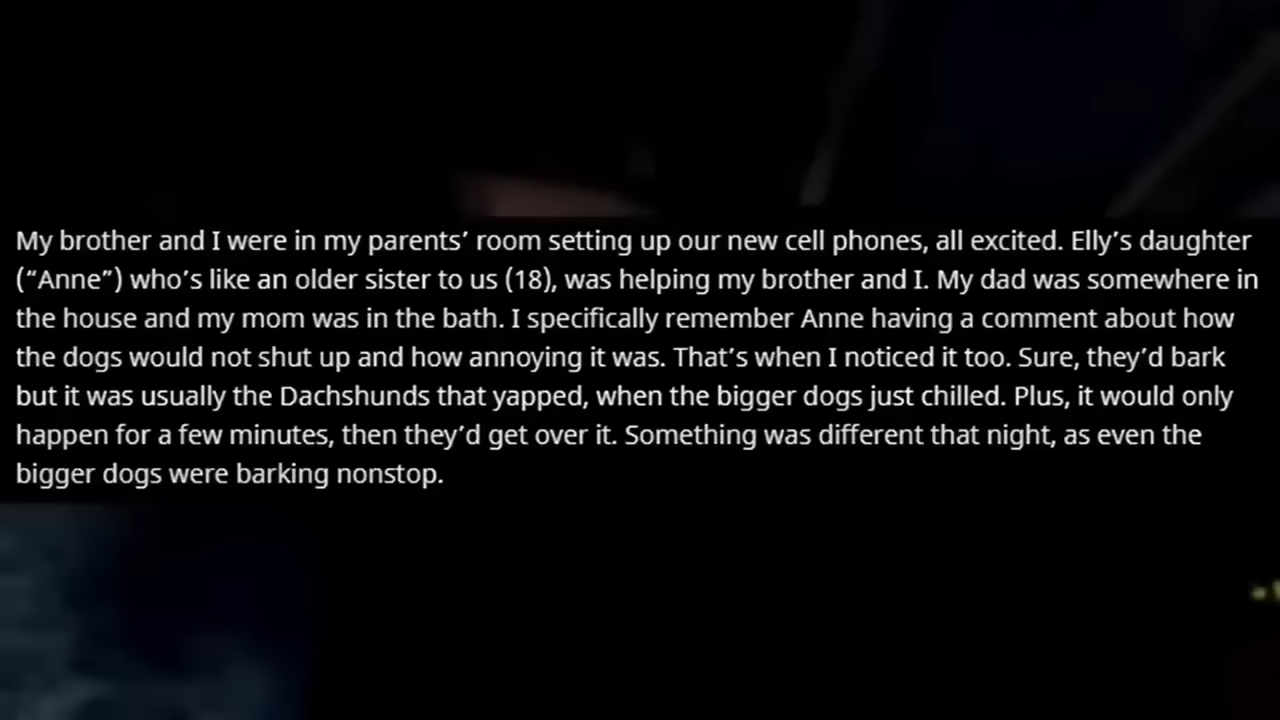 My brother and I were in my parents’ room setting up our new cell phones, all excited. Elly’s daughter
(“Anne”) who’s like an older sister to us (18), was helping my brother and I. My dad was somewhere in
the house and my mom was in the bath. I specifically remember Anne having a comment about how
the dogs would not shut up and how annoying it was. That’s when I noticed it too. Sure, they’d bark
but it was usually the Dachshunds that yapped, when the bigger dogs just chilled. Plus, it would only
happen for a few minutes, then they’d get over it. Something was different that night, as even the
bigger dogs were barking nonstop.